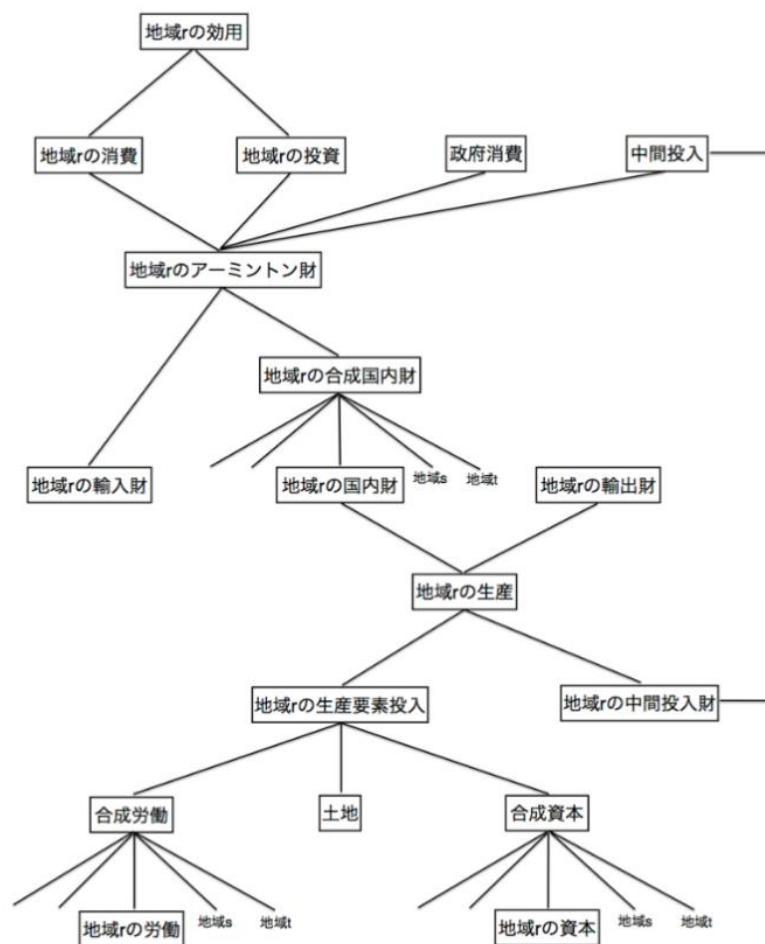 地域rの効用
地域rの消費
地域rの投資
政府消費
中間投入
地域rのアーミントン財
地域rの合成国内財
地域rの輸入財
地域rの国内財
地域s
地域t
地域rの輸出財
地域rの生産
地域rの生産要素投入
地域rの中間投入財
合成労働
土地
合成資本
地域rの労働
地域s
地域t
地域rの資本
地域s
地域t